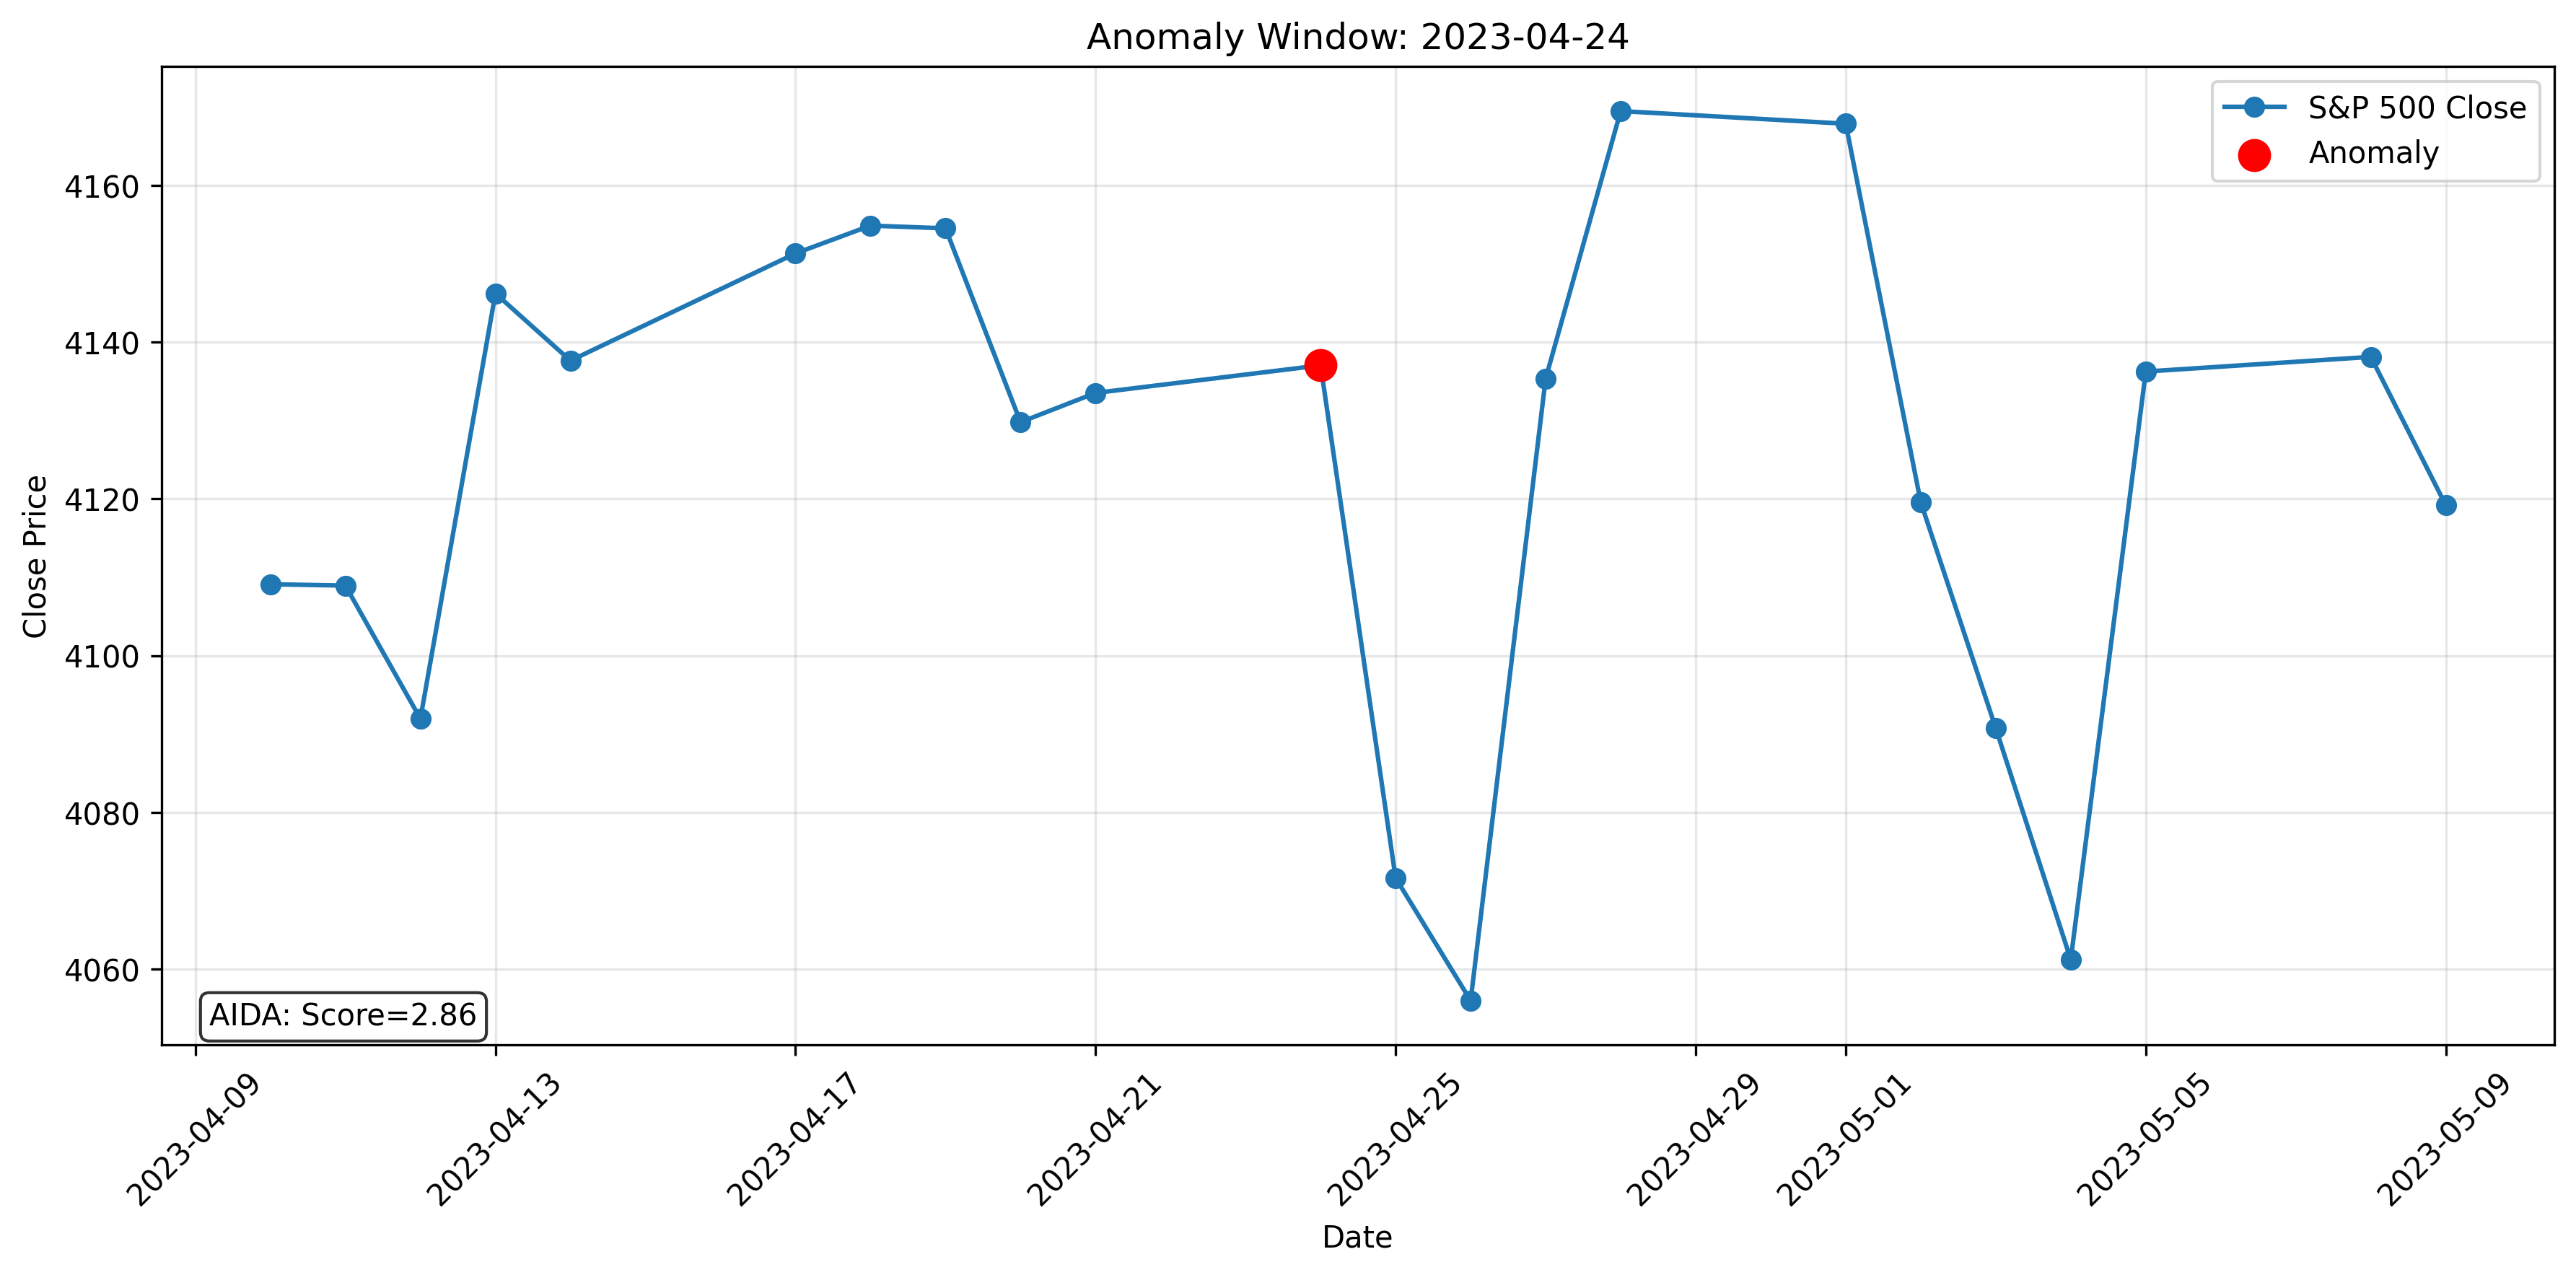 Anomaly Window: 2023-04-24
S&P 500 Close
Anomaly
Close Price
4160
4140
4120
4100
4080
4060
AIDA: Score=2.86
2023-04-09
2023-04-13
2023-04-17
2023-04-21
2023-04-25
2023-04-29
2023-05-01
2023-05-05
2023-05-09
Date